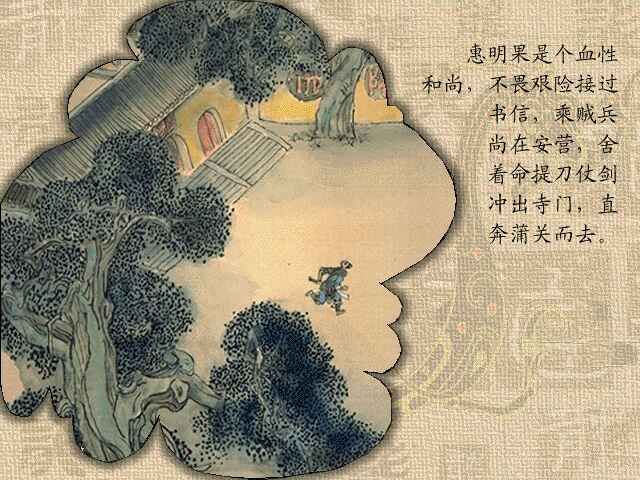 惠明果是个血性
和尚，不畏艰险接过
书信，乘贼兵
尚在安营，舍
着命提刀仗剑
冲出寺门，直
奔蒲关而去。